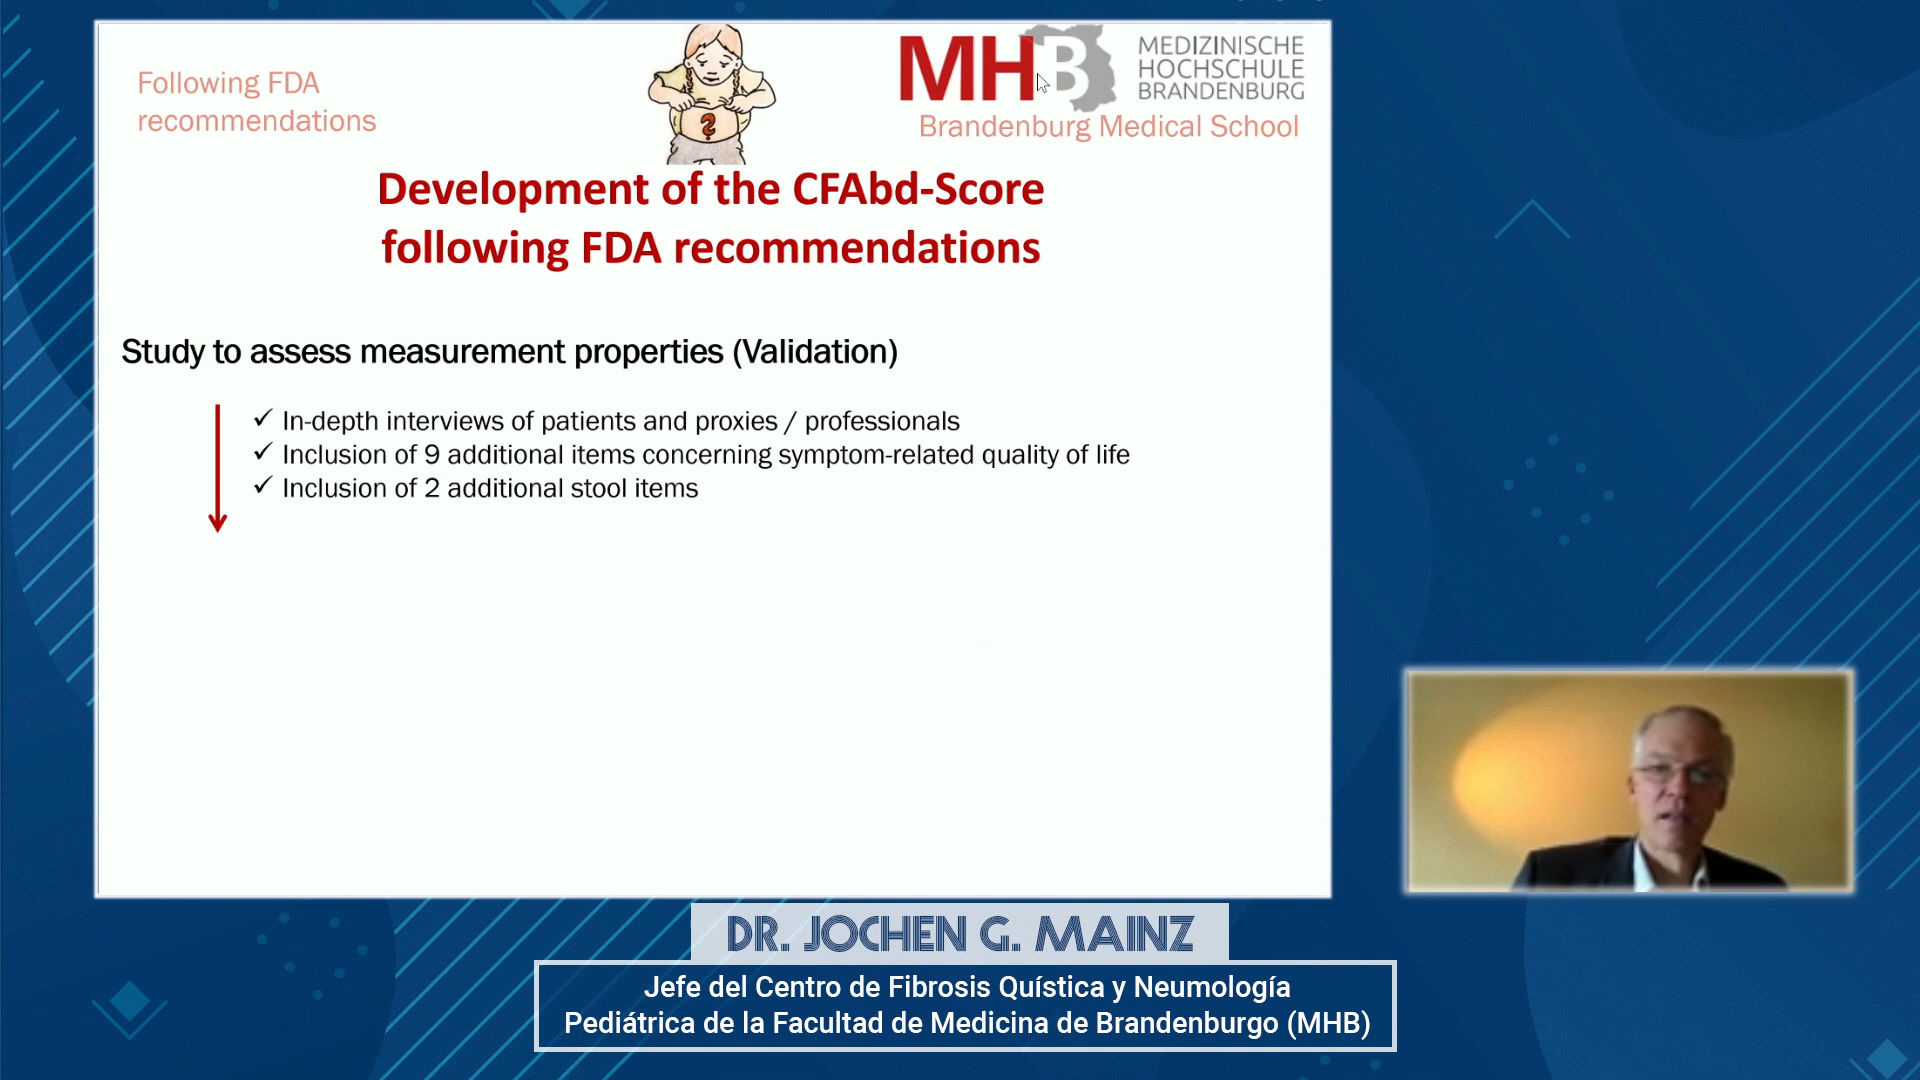 Following FDA
recommendations
?
MHB
MEDIZINISCHE
HOCHSCHULE
BRANDENBURG
Brandenburg Medical School
Development of the CFAbd-Score
following FDA recommendations
Study to assess measurement properties (Validation)
✓ In-depth interviews of patients and proxies / professionals
✓ Inclusion of 9 additional items concerning symptom-related quality of life
✓ Inclusion of 2 additional stool items
DR. JOCHEN G. MAINZ
Jefe del Centro de Fibrosis Quística y Neumología
Pediátrica de la Facultad de Medicina de Brandenburgo (MHB)